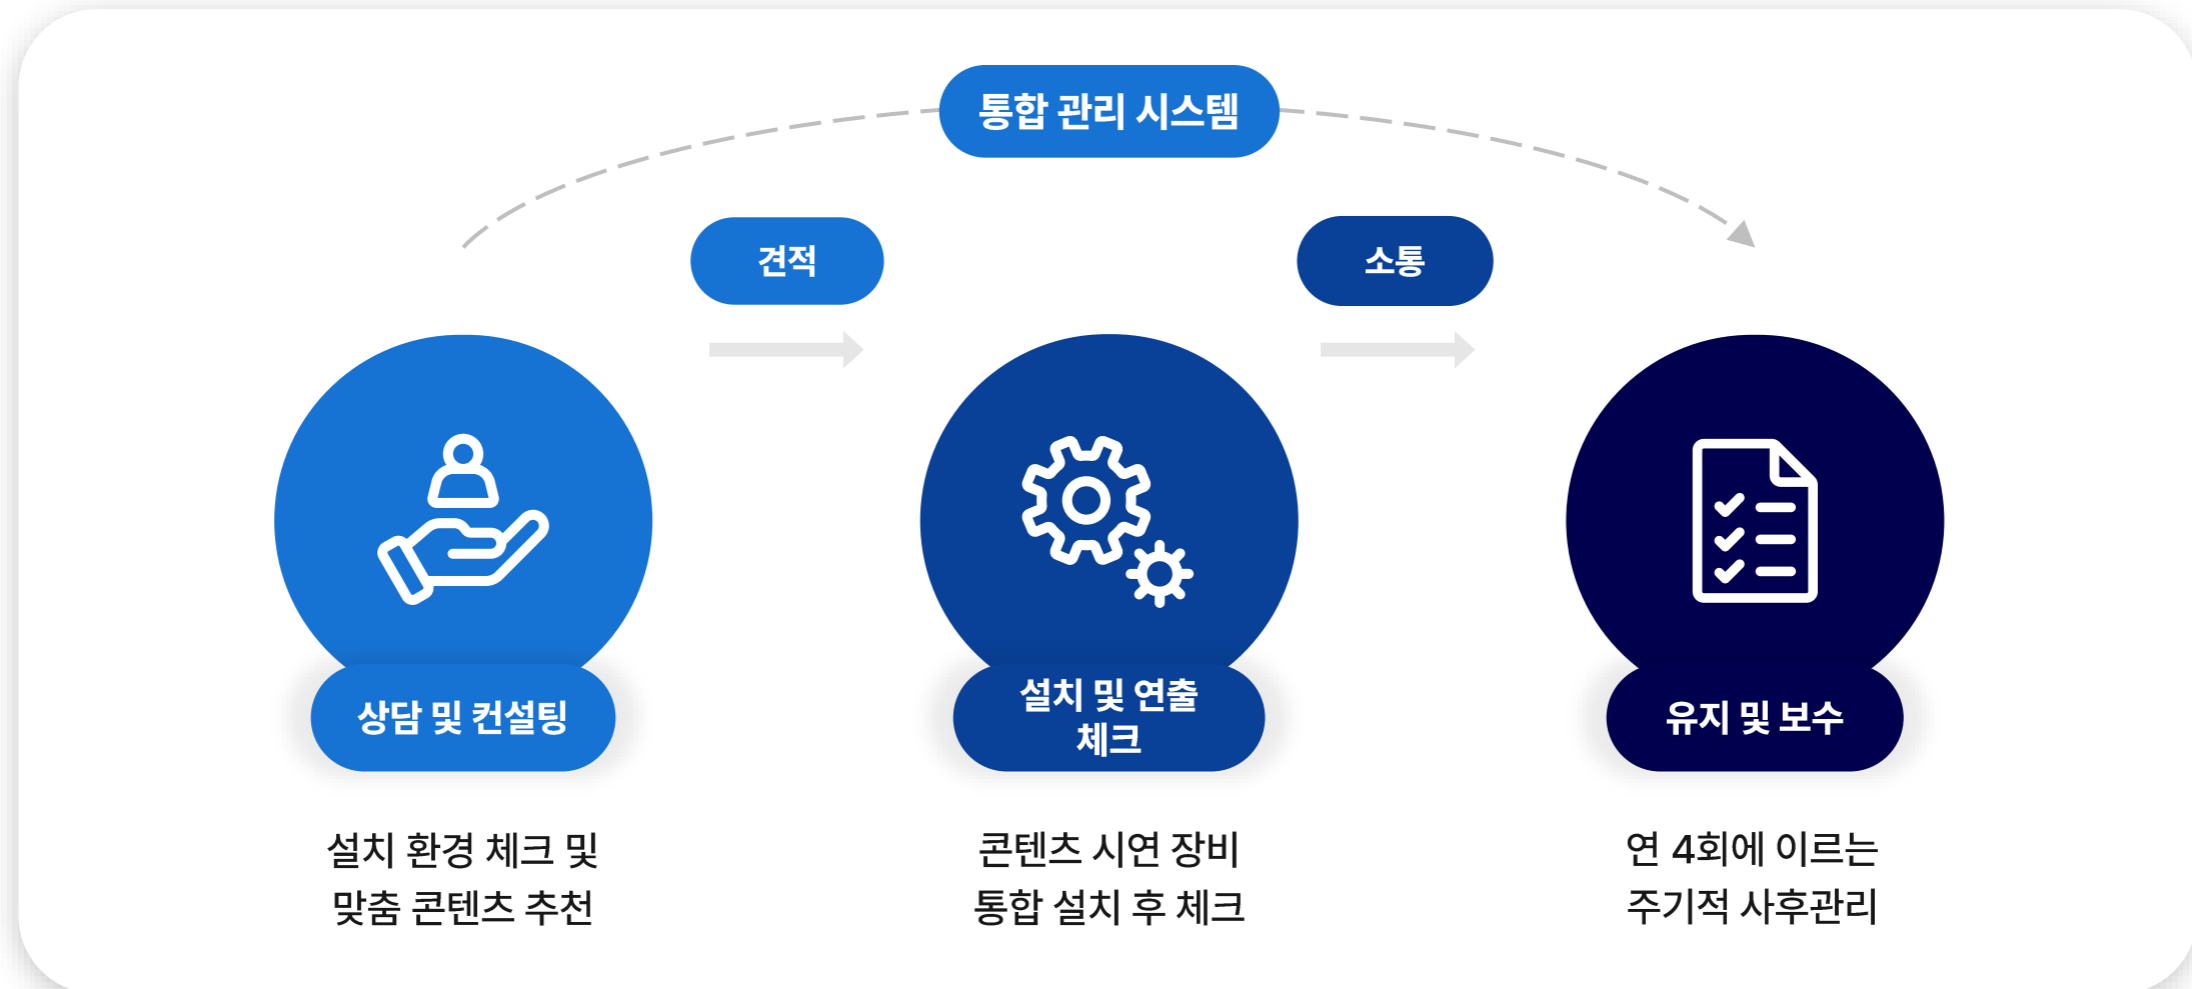 통합 관리 시스템
견적
소통
상담 및 컨설팅
설치 및 연출
체크
유지 및 보수
설치 환경 체크 및
맞춤 콘텐츠 추천
콘텐츠 시연 장비
통합 설치 후 체크
연 4회에 이르는
주기적 사후관리